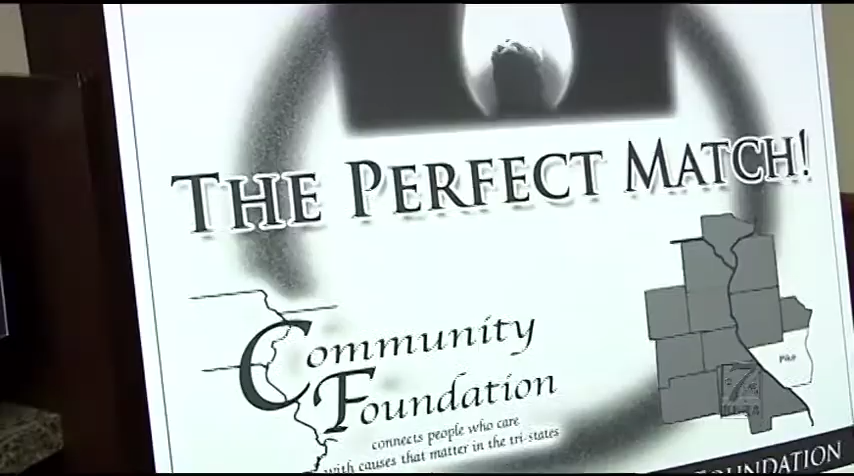 THE PERFECT MATCH!
Community
Foundation
connects people who care
with causes that matter in the tri-states
Pike
7
FOUNDATION